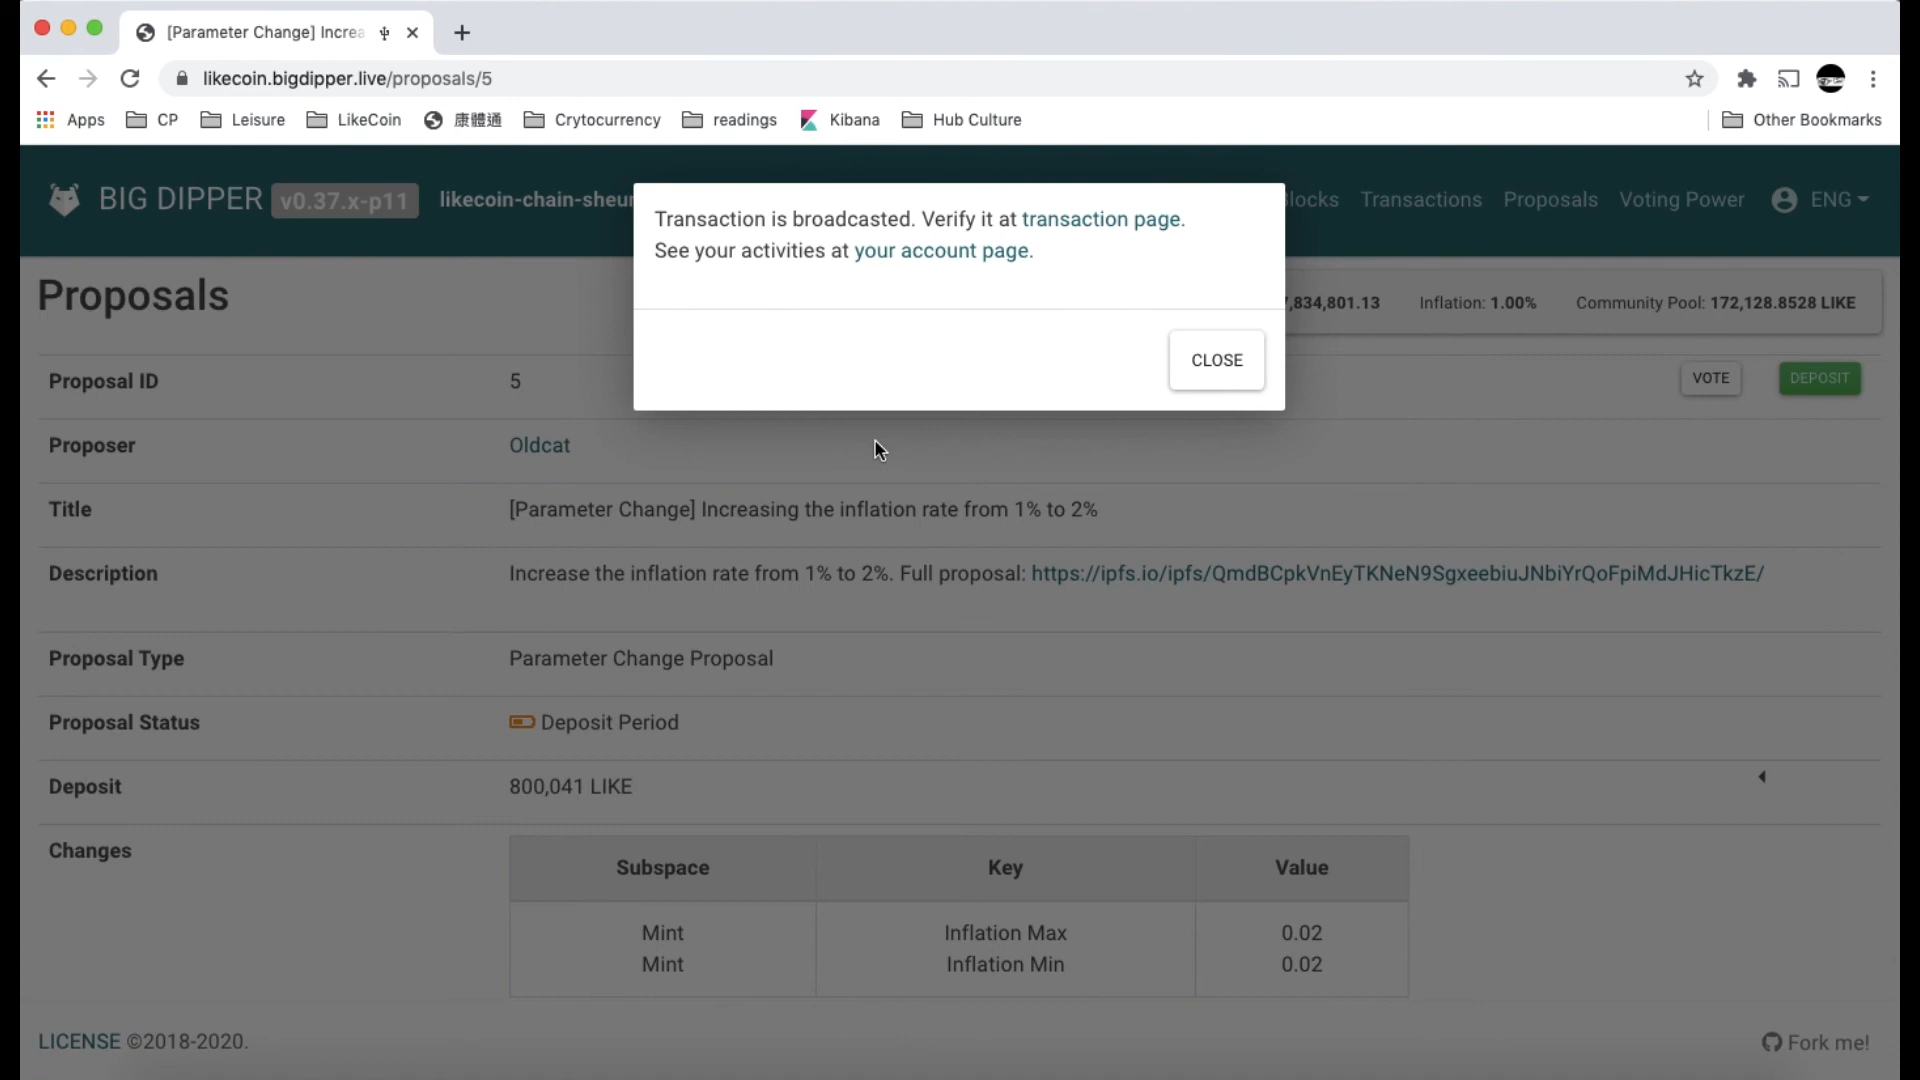 [Parameter Change] Increa
likecoin.bigdipper.live/proposals/5
Apps CP Leisure LikeCoin 康體通 Crytocurrency readings Kibana Hub Culture Other Bookmarks
BIG DIPPER v0.37.x-p11 likecoin-chain-sheu Blocks Transactions Proposals Voting Power ENG
Transaction is broadcasted. Verify it at transaction page.
See your activities at your account page.
CLOSE
Proposals
7,834,801.13 Inflation: 1.00% Community Pool: 172,128.8528 LIKE
Proposal ID 5 VOTE DEPOSIT
Proposer Oldcat
Title [Parameter Change] Increasing the inflation rate from 1% to 2%
Description Increase the inflation rate from 1% to 2%. Full proposal: https://ipfs.io/ipfs/QmdBCpkVnEyTKNeN9SgxeebiuJNbiYrQoFpiMdJHicTkzE/
Proposal Type Parameter Change Proposal
Proposal Status Deposit Period
Deposit 800,041 LIKE
Changes
Subspace Key Value
Mint Inflation Max 0.02
Mint Inflation Min 0.02
LICENSE ©2018-2020.
Fork me!